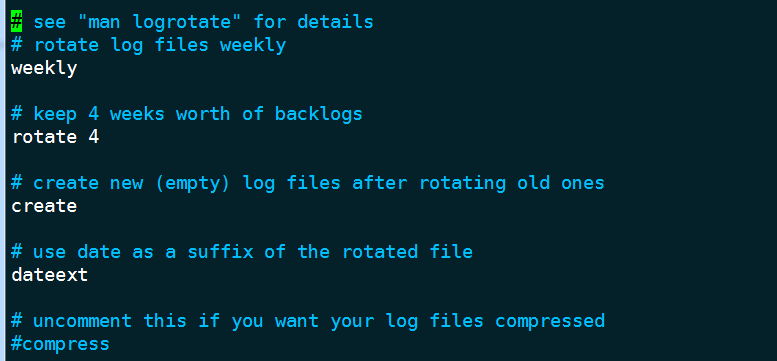 # see "man logrotate" for details
# rotate log files weekly
weekly
# keep 4 weeks worth of backlogs
rotate 4
# create new (empty) log files after rotating old ones
create
# use date as a suffix of the rotated file
dateext
# uncomment this if you want your log files compressed
#compress